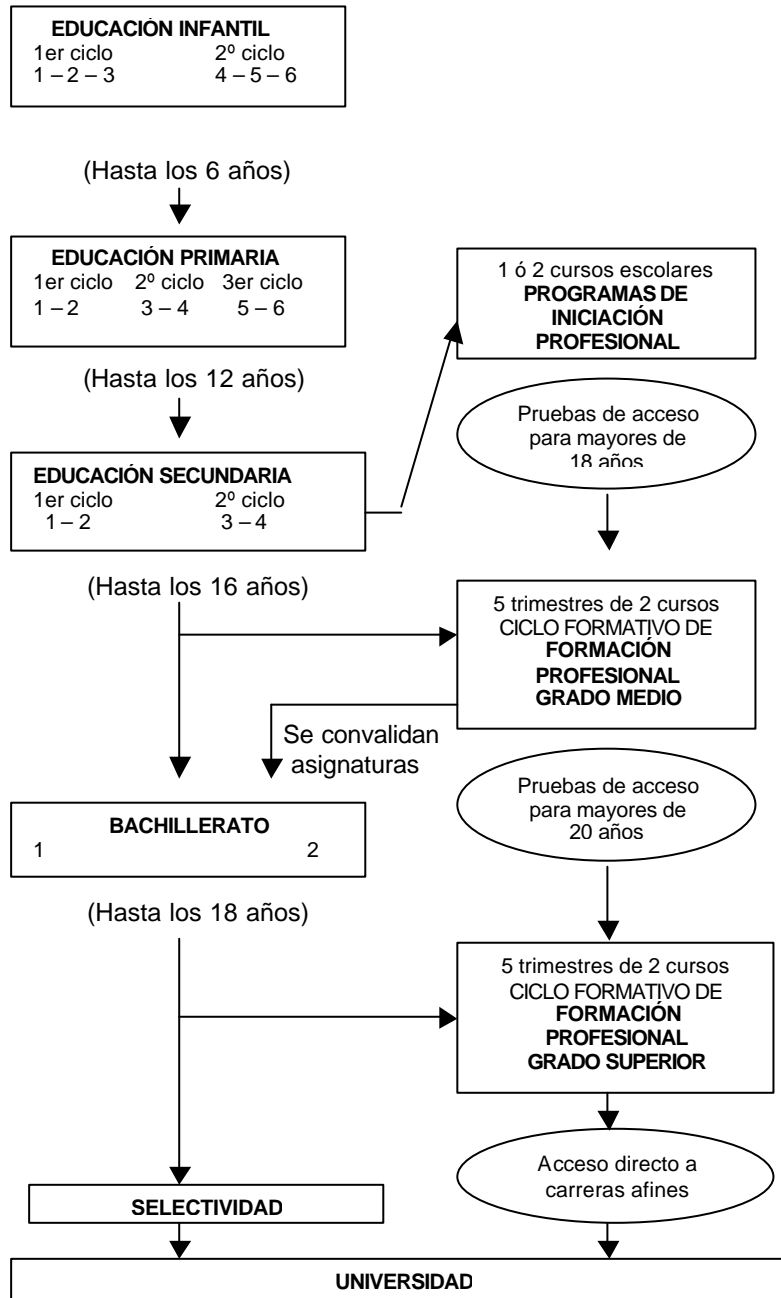 EDUCACIÓN INFANTIL
1er ciclo 2º ciclo
1 – 2 – 3 4 – 5 – 6
(Hasta los 6 años)
EDUCACIÓN PRIMARIA
1er ciclo 2º ciclo 3er ciclo
1 – 2 3 – 4 5 – 6
(Hasta los 12 años)
EDUCACIÓN SECUNDARIA
1er ciclo 2º ciclo
1 – 2 3 – 4
1 ó 2 cursos escolares
PROGRAMAS DE
INICIACIÓN
PROFESIONAL
Pruebas de acceso
para mayores de
18 años
(Hasta los 16 años)
5 trimestres de 2 cursos
CICLO FORMATIVO DE
FORMACIÓN
PROFESIONAL
GRADO MEDIO
Se convalidan
asignaturas
BACHILLERATO
1 2
Pruebas de acceso
para mayores de
20 años
(Hasta los 18 años)
5 trimestres de 2 cursos
CICLO FORMATIVO DE
FORMACIÓN
PROFESIONAL
GRADO SUPERIOR
SELECTIVIDAD
Acceso directo a
carreras afines
UNIVERSIDAD